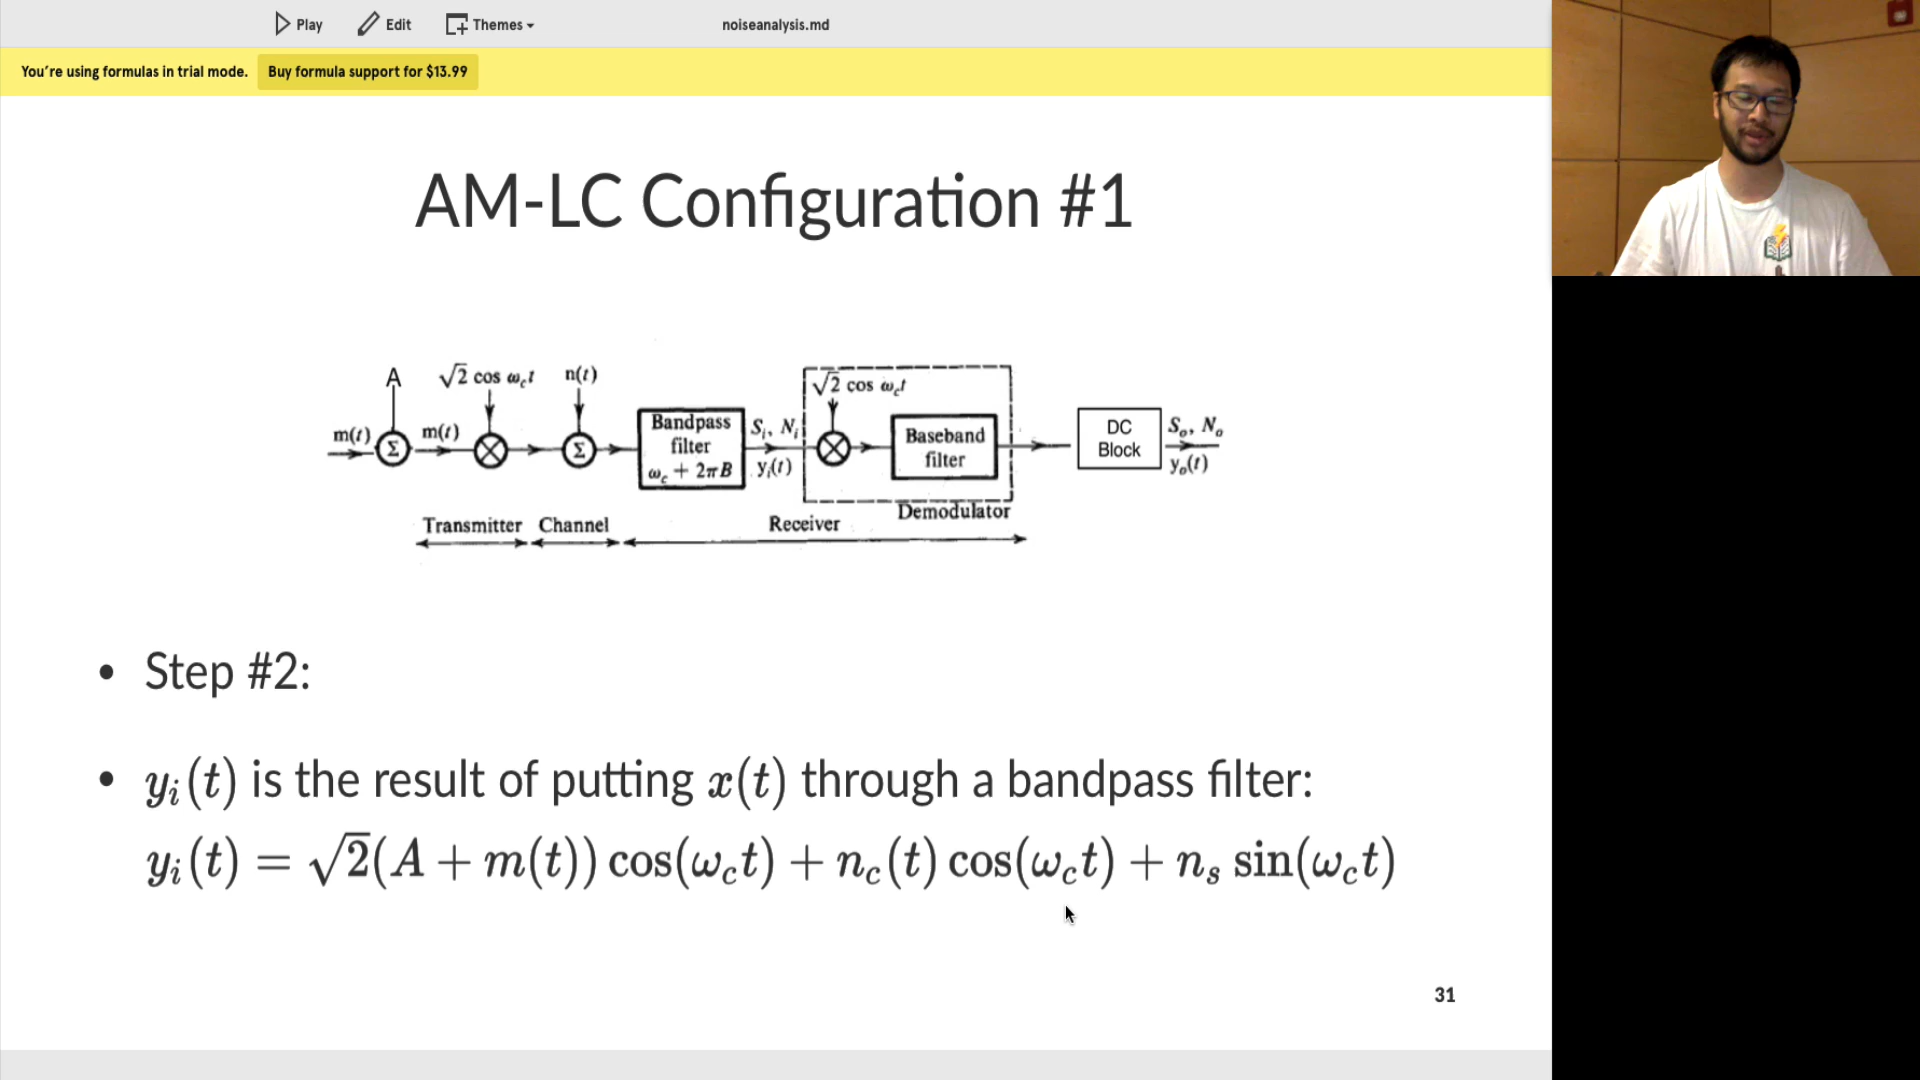 Play Edit Themes noiseanalysis.md
You're using formulas in trial mode. Buy formula support for $13.99
AM-LC Configuration #1
A √2 cos ω_c t n(t)
m(t) Σ m(t) Σ
Bandpass
filter
ω_c + 2πB
S_i, N_i
y_i(t)
√2 cos ω_c t
Baseband
filter
DC
Block
S_o, N_o
y_o(t)
Transmitter Channel Receiver Demodulator
• Step #2:
• y_i(t) is the result of putting x(t) through a bandpass filter:
y_i(t) = √2(A + m(t)) cos(ω_c t) + n_c(t) cos(ω_c t) + n_s sin(ω_c t)
31